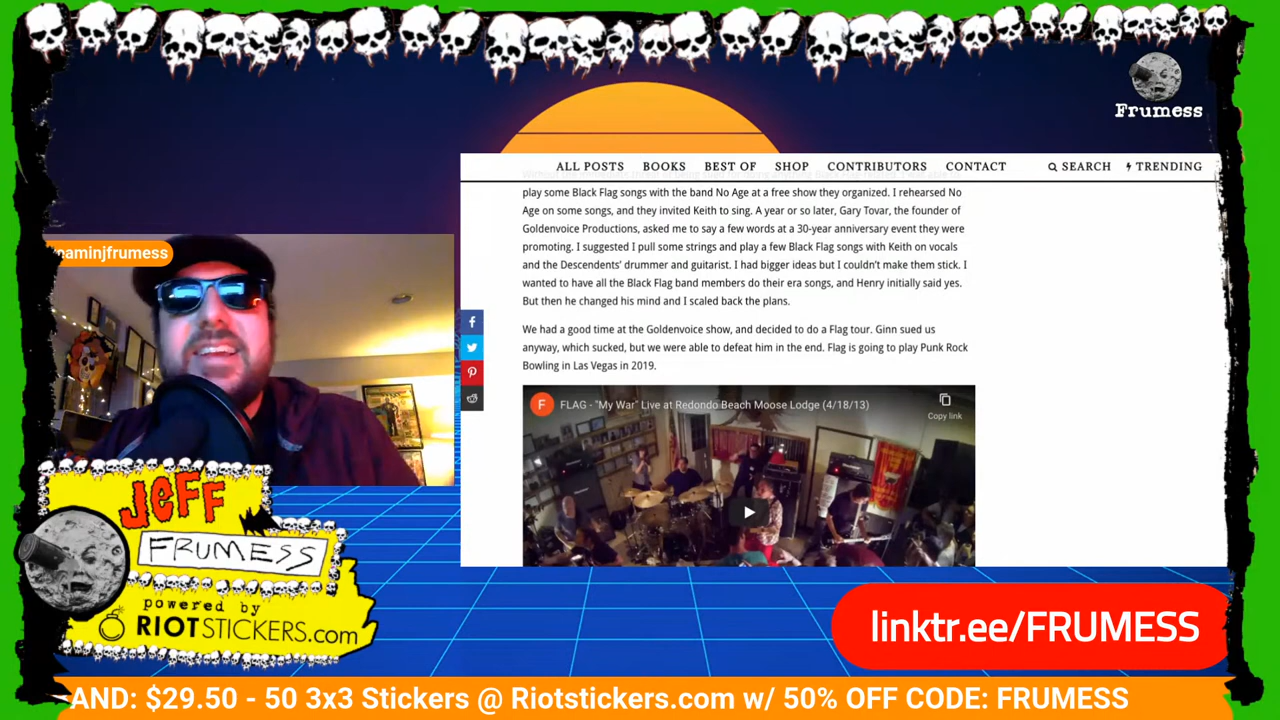 Frumess
ALL POSTS BOOKS BEST OF SHOP CONTRIBUTORS CONTACT SEARCH TRENDING
play some Black Flag songs with the band No Age at a free show they organized. I rehearsed No
Age on some songs, and they invited Keith to sing. A year or so later, Gary Tovar, the founder of
Goldenvoice Productions, asked me to say a few words at a 30-year anniversary event they were
promoting. I suggested I pull some strings and play a few Black Flag songs with Keith on vocals
and the Descendents’ drummer and guitarist. I had bigger ideas but I couldn’t make them stick. I
wanted to have all the Black Flag band members do their era songs, and Henry initially said yes.
But then he changed his mind and I scaled back the plans.
We had a good time at the Goldenvoice show, and decided to do a Flag tour. Ginn sued us
anyway, which sucked, but we were able to defeat him in the end. Flag is going to play Punk Rock
Bowling in Las Vegas in 2019.
F FLAG - "My War" Live at Redondo Beach Moose Lodge (4/18/13)
Copy link
eaminjfrumess
JEFF
FRUMESS
powered by
RIOTSTICKERS.com
linktr.ee/FRUMESS
AND: $29.50 - 50 3x3 Stickers @ Riotstickers.com w/ 50% OFF CODE: FRUMESS